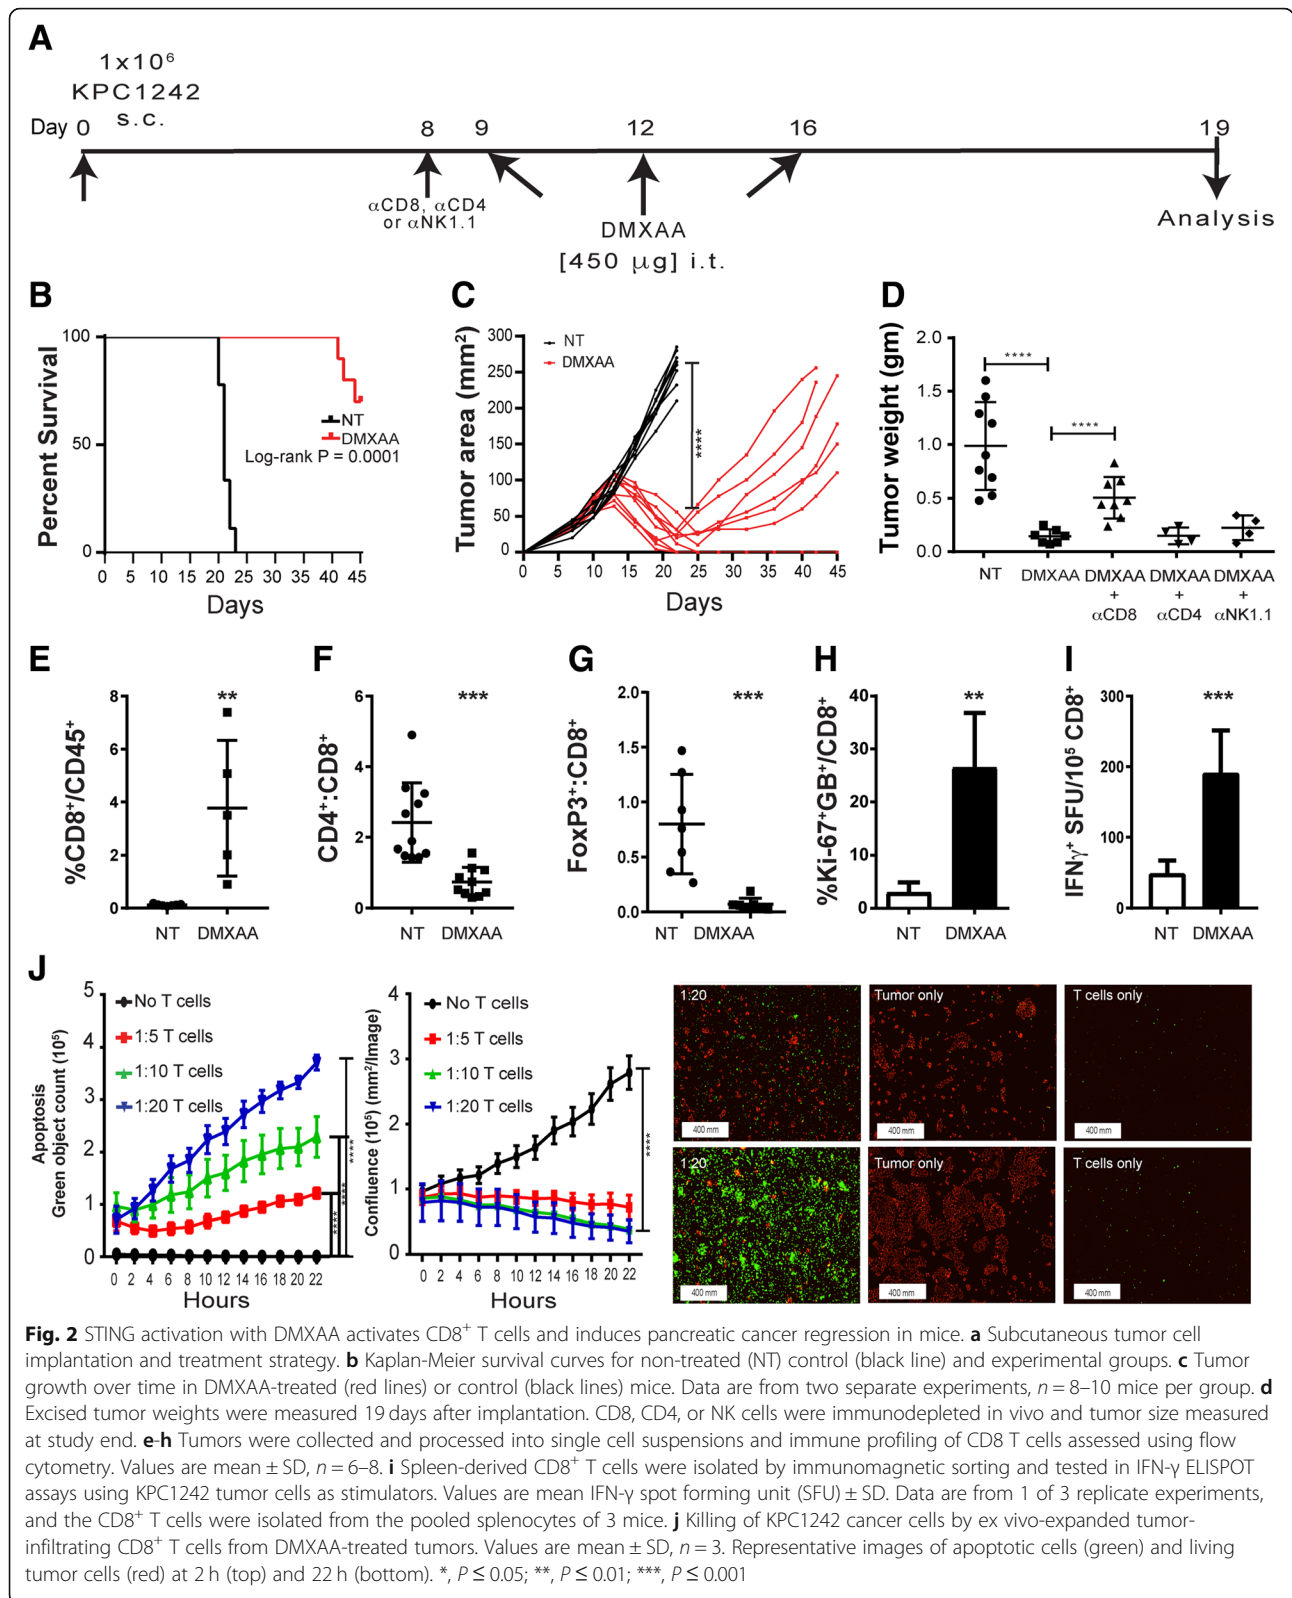 A
1x10⁶
KPC1242
s.c.
Day 0 8 9 12 16 19
αCD8, αCD4
or αNK1.1
DMXAA
[450 µg] i.t.
Analysis
B
Percent Survival
100
50
0
0 5 10 15 20 25 30 35 40 45
Days
NT
DMXAA
Log-rank P = 0.0001
C
Tumor area (mm²)
300
250
200
150
100
50
0
0 5 10 15 20 25 30 35 40 45
Days
NT
DMXAA
****
D
Tumor weight (gm)
2.0
1.5
1.0
0.5
0.0
****
****
NT
DMXAA
DMXAA
+
αCD8
DMXAA
+
αCD4
DMXAA
+
αNK1.1
E
%CD8⁺/CD45⁺
8
6
4
2
0
**
NT DMXAA
F
CD4⁺:CD8⁺
6
4
2
0
***
NT DMXAA
G
FoxP3⁺:CD8⁺
2.0
1.5
1.0
0.5
0.0
***
NT DMXAA
H
%Ki-67⁺GB⁺/CD8⁺
40
30
20
10
0
**
NT DMXAA
I
IFNγ⁺ SFU/10⁵ CD8⁺
300
200
100
0
***
NT DMXAA
J
Apoptosis
Green object count (10⁵)
5
4
3
2
1
0
No T cells
1:5 T cells
1:10 T cells
1:20 T cells
****
****
****
0 2 4 6 8 10 12 14 16 18 20 22
Hours
Confluence (10⁵) (mm²/Image)
4
3
2
1
0
No T cells
1:5 T cells
1:10 T cells
1:20 T cells
****
0 2 4 6 8 10 12 14 16 18 20 22
Hours
1:20
400 mm
Tumor only
400 mm
T cells only
400 mm
1:20
400 mm
Tumor only
400 mm
T cells only
400 mm
Fig. 2 STING activation with DMXAA activates CD8⁺ T cells and induces pancreatic cancer regression in mice. a Subcutaneous tumor cell
implantation and treatment strategy. b Kaplan-Meier survival curves for non-treated (NT) control (black line) and experimental groups. c Tumor
growth over time in DMXAA-treated (red lines) or control (black lines) mice. Data are from two separate experiments, n = 8–10 mice per group. d
Excised tumor weights were measured 19 days after implantation. CD8, CD4, or NK cells were immunodepleted in vivo and tumor size measured
at study end. e-h Tumors were collected and processed into single cell suspensions and immune profiling of CD8 T cells assessed using flow
cytometry. Values are mean ± SD, n = 6–8. i Spleen-derived CD8⁺ T cells were isolated by immunomagnetic sorting and tested in IFN-γ ELISPOT
assays using KPC1242 tumor cells as stimulators. Values are mean IFN-γ spot forming unit (SFU) ± SD. Data are from 1 of 3 replicate experiments,
and the CD8⁺ T cells were isolated from the pooled splenocytes of 3 mice. j Killing of KPC1242 cancer cells by ex vivo-expanded tumor-
infiltrating CD8⁺ T cells from DMXAA-treated tumors. Values are mean ± SD, n = 3. Representative images of apoptotic cells (green) and living
tumor cells (red) at 2 h (top) and 22 h (bottom). *, P ≤ 0.05; **, P ≤ 0.01; ***, P ≤ 0.001